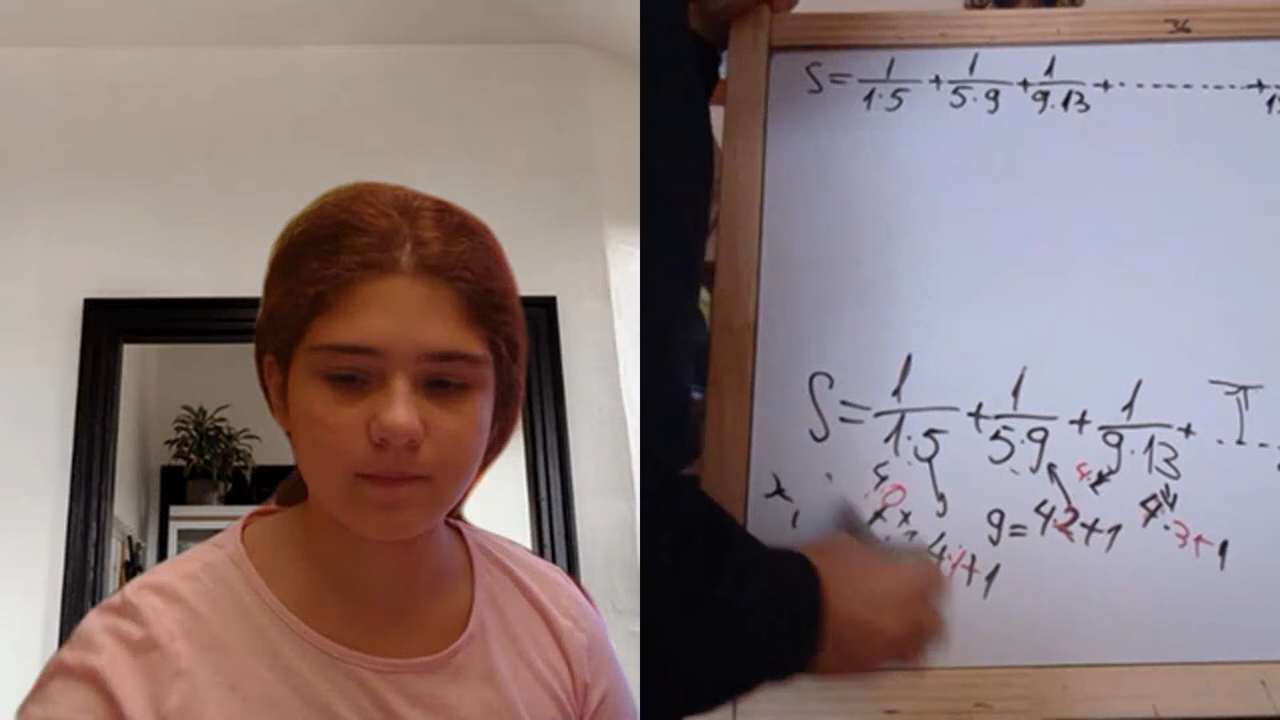 36
S = 1/1·5 + 1/5·9 + 1/9·13 + ............ +
S = 1/1·5 + 1/5·9 + 1/9·13 + ...
9 = 4·2+1
4·3+1
4·1+1